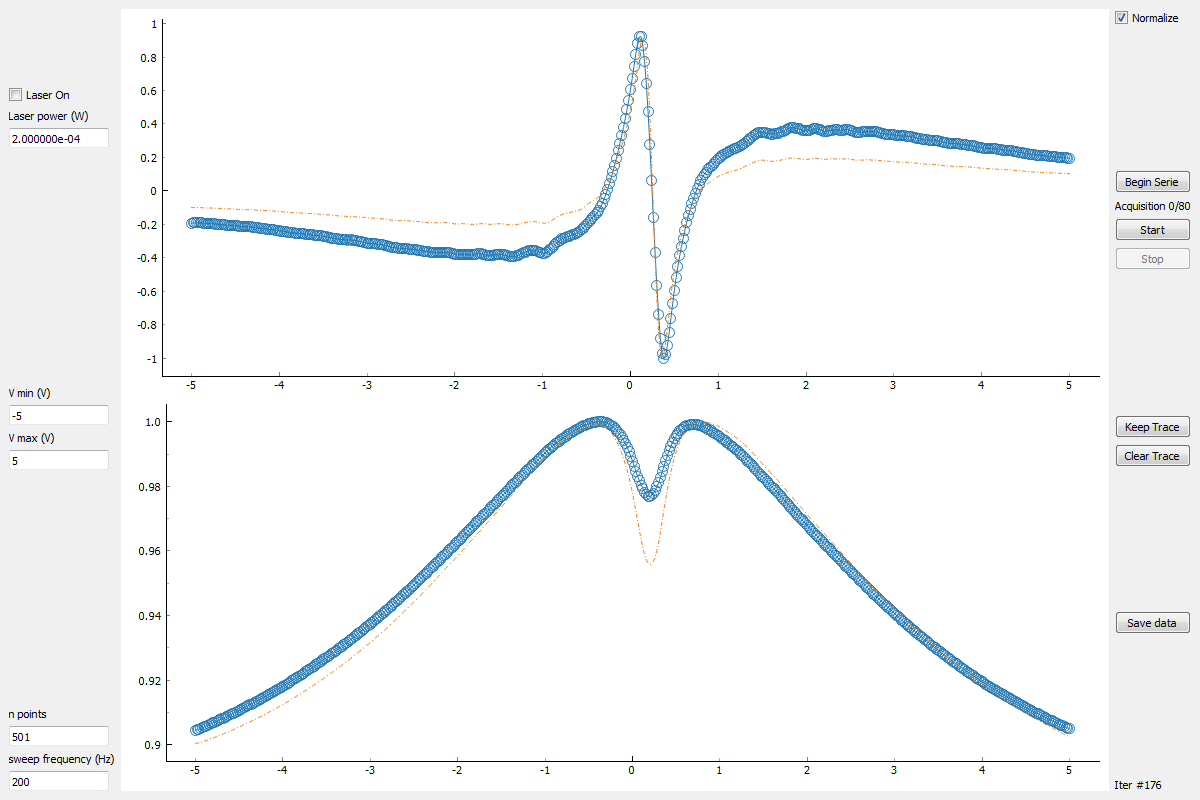 Laser On
Laser power (W)
2.000000e-04
V min (V)
-5
V max (V)
5
n points
501
sweep frequency (Hz)
200
1
0.8
0.6
0.4
0.2
0
-0.2
-0.4
-0.6
-0.8
-1
-5 -4 -3 -2 -1 0 1 2 3 4 5
1.0
0.98
0.96
0.94
0.92
0.9
-5 -4 -3 -2 -1 0 1 2 3 4 5
Normalize
Begin Serie
Acquisition 0/80
Start
Stop
Keep Trace
Clear Trace
Save data
Iter #176